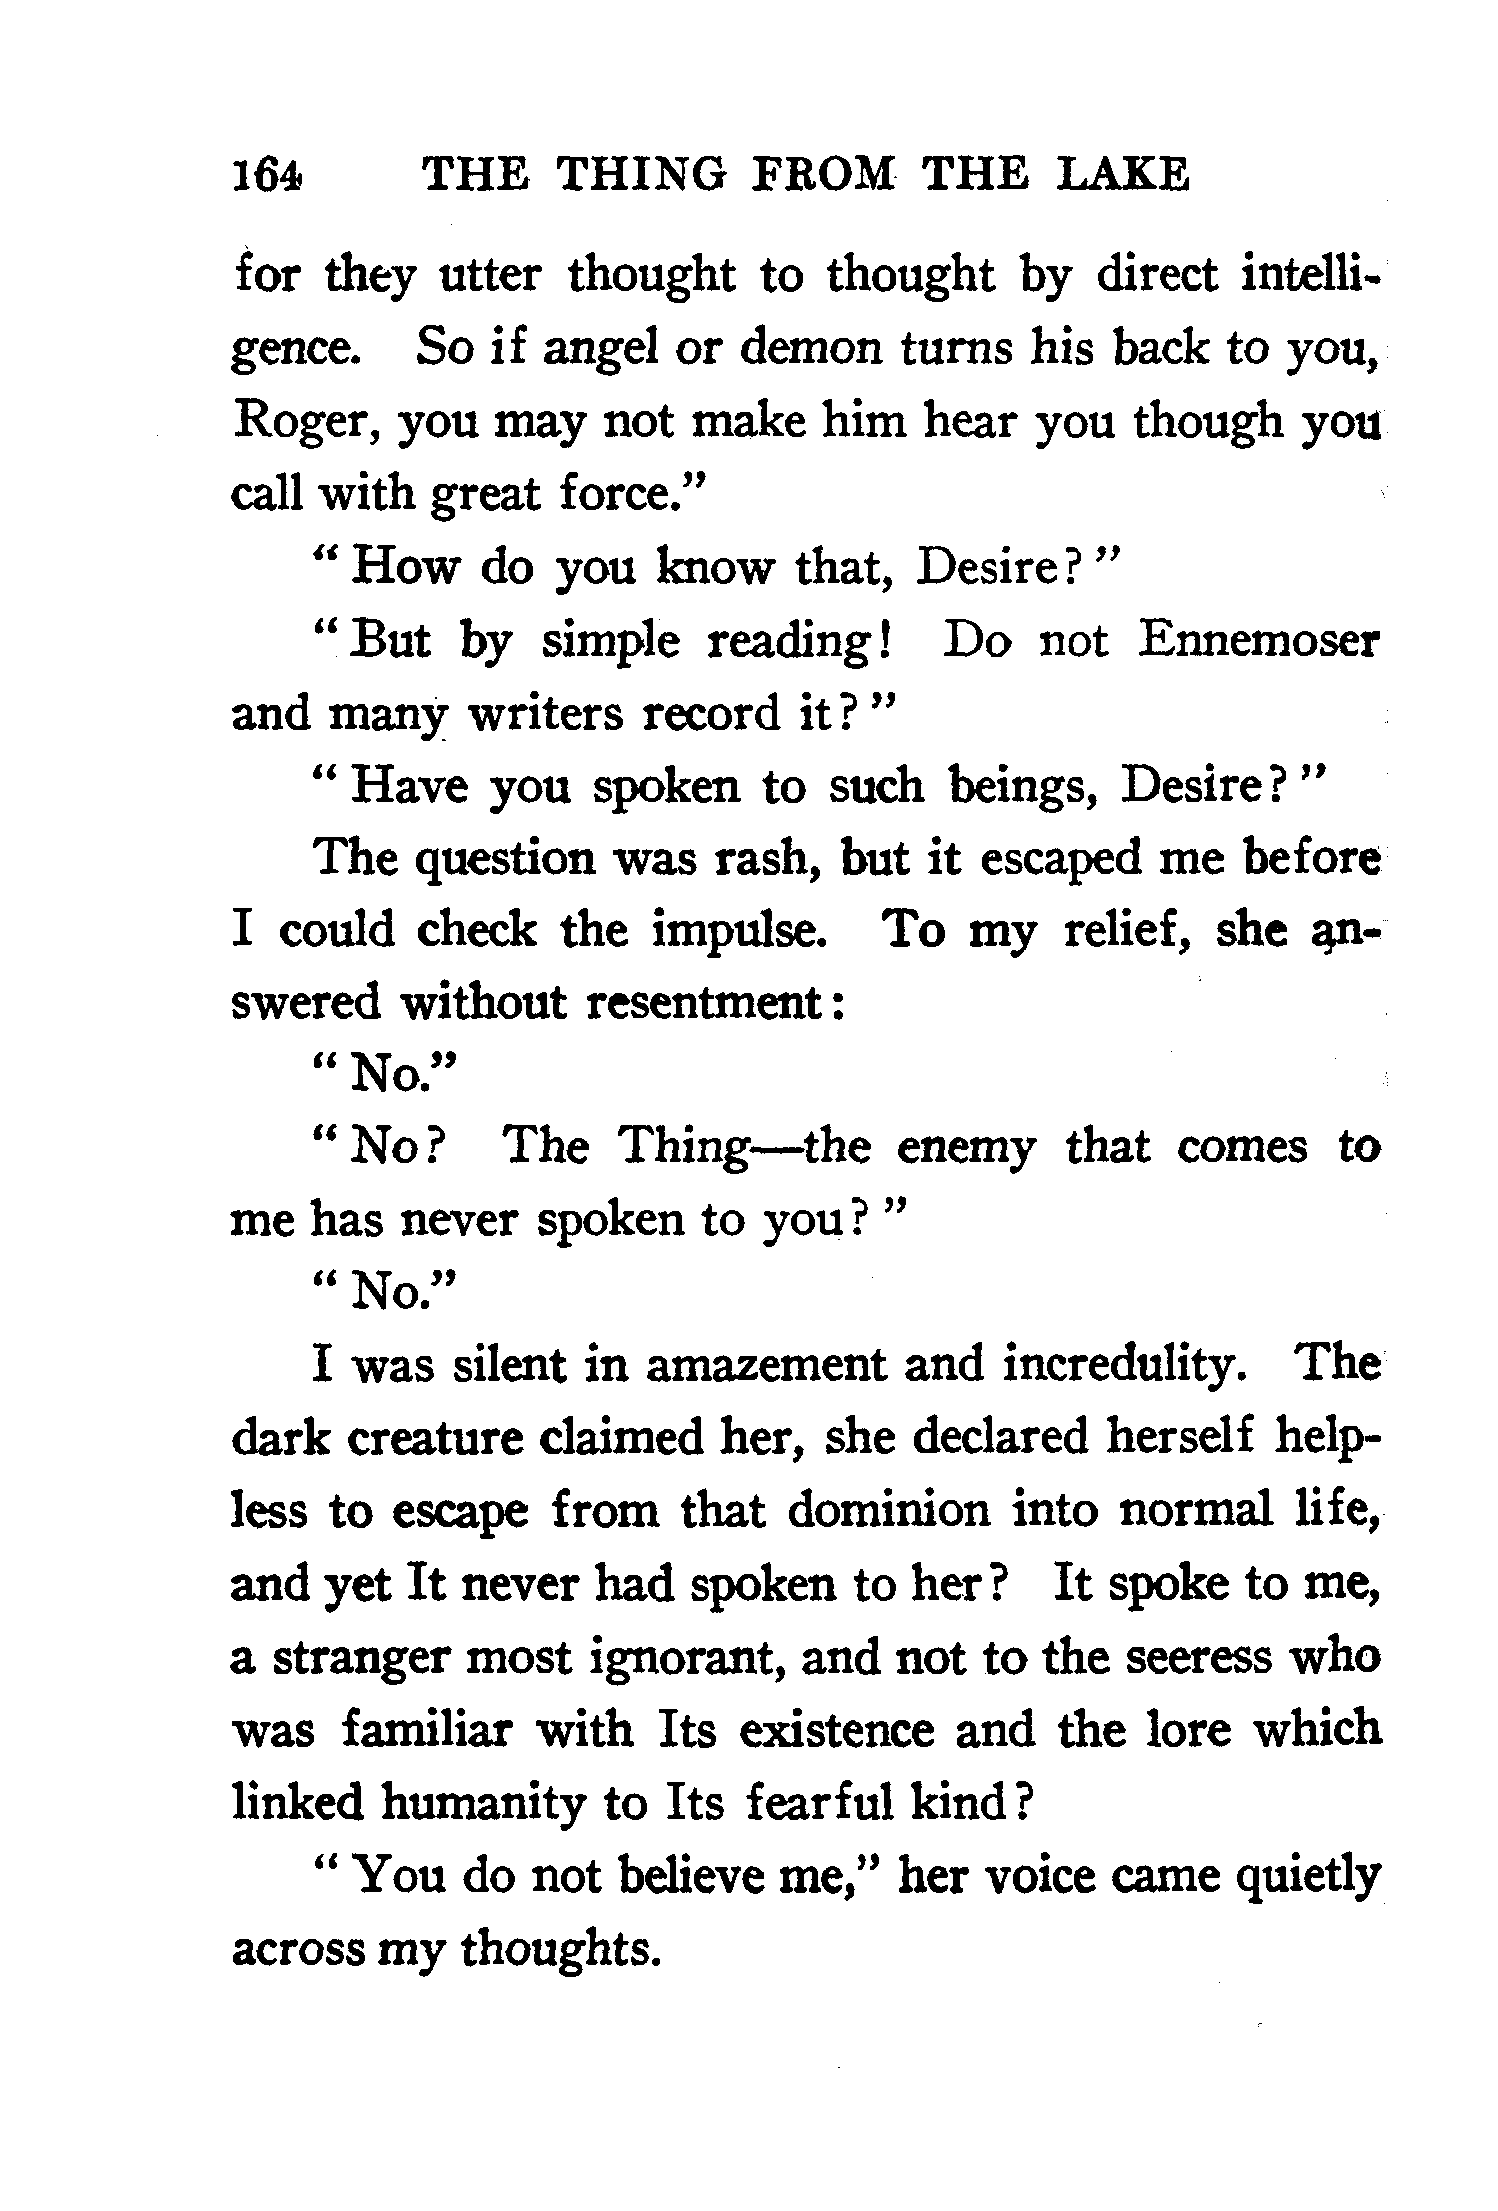 164 THE THING FROM THE LAKE
for they utter thought to thought by direct intelli-
gence. So if angel or demon turns his back to you,
Roger, you may not make him hear you though you
call with great force."
" How do you know that, Desire? "
" But by simple reading! Do not Ennemoser
and many writers record it? "
" Have you spoken to such beings, Desire? "
The question was rash, but it escaped me before
I could check the impulse. To my relief, she an-
swered without resentment:
" No."
" No? The Thing—the enemy that comes to
me has never spoken to you? "
" No."
I was silent in amazement and incredulity. The
dark creature claimed her, she declared herself help-
less to escape from that dominion into normal life,
and yet It never had spoken to her? It spoke to me,
a stranger most ignorant, and not to the seeress who
was familiar with Its existence and the lore which
linked humanity to Its fearful kind?
" You do not believe me," her voice came quietly
across my thoughts.